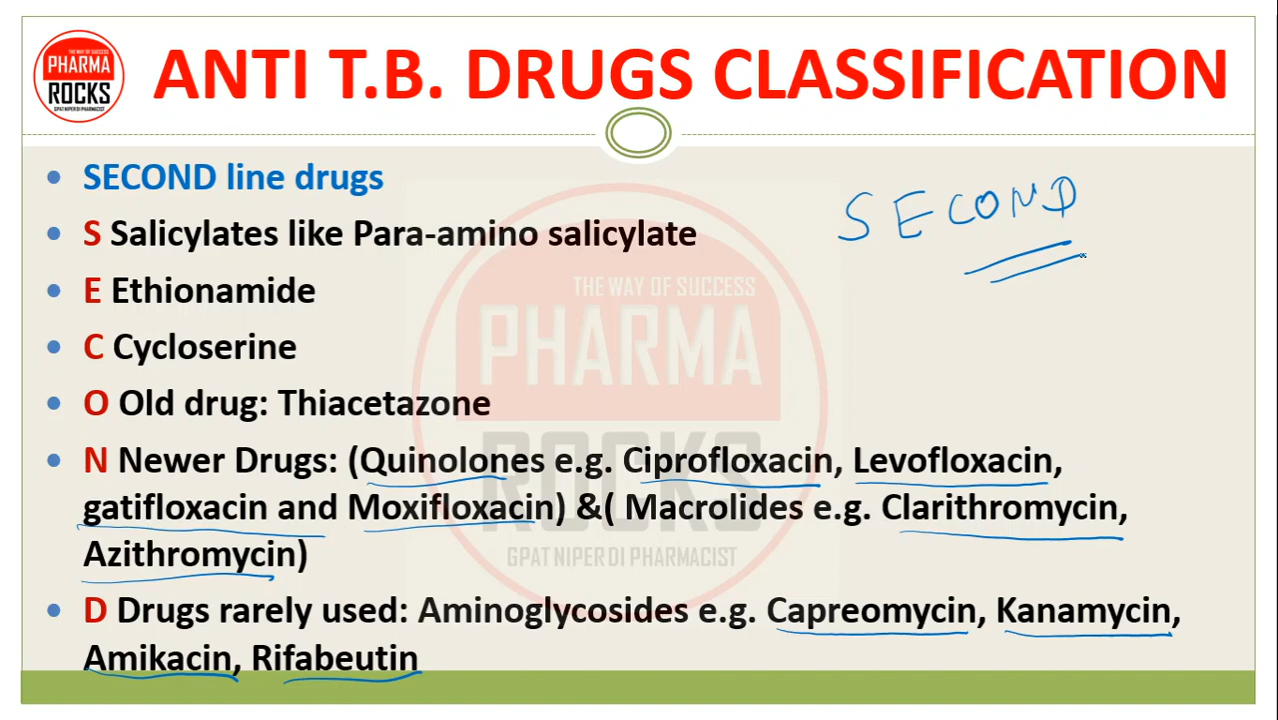 THE WAY OF SUCCESS
PHARMA
ROCKS
GPAT NIPER DI PHARMACIST
ANTI T.B. DRUGS CLASSIFICATION
SECOND line drugs
SECOND
S Salicylates like Para-amino salicylate
E Ethionamide
THE WAY OF SUCCESS
C Cycloserine
PHARMA
O Old drug: Thiacetazone
ROCKS
N Newer Drugs: (Quinolones e.g. Ciprofloxacin, Levofloxacin,
gatifloxacin and Moxifloxacin) &( Macrolides e.g. Clarithromycin,
Azithromycin)
GPAT NIPER DI PHARMACIST
D Drugs rarely used: Aminoglycosides e.g. Capreomycin, Kanamycin,
Amikacin, Rifabeutin